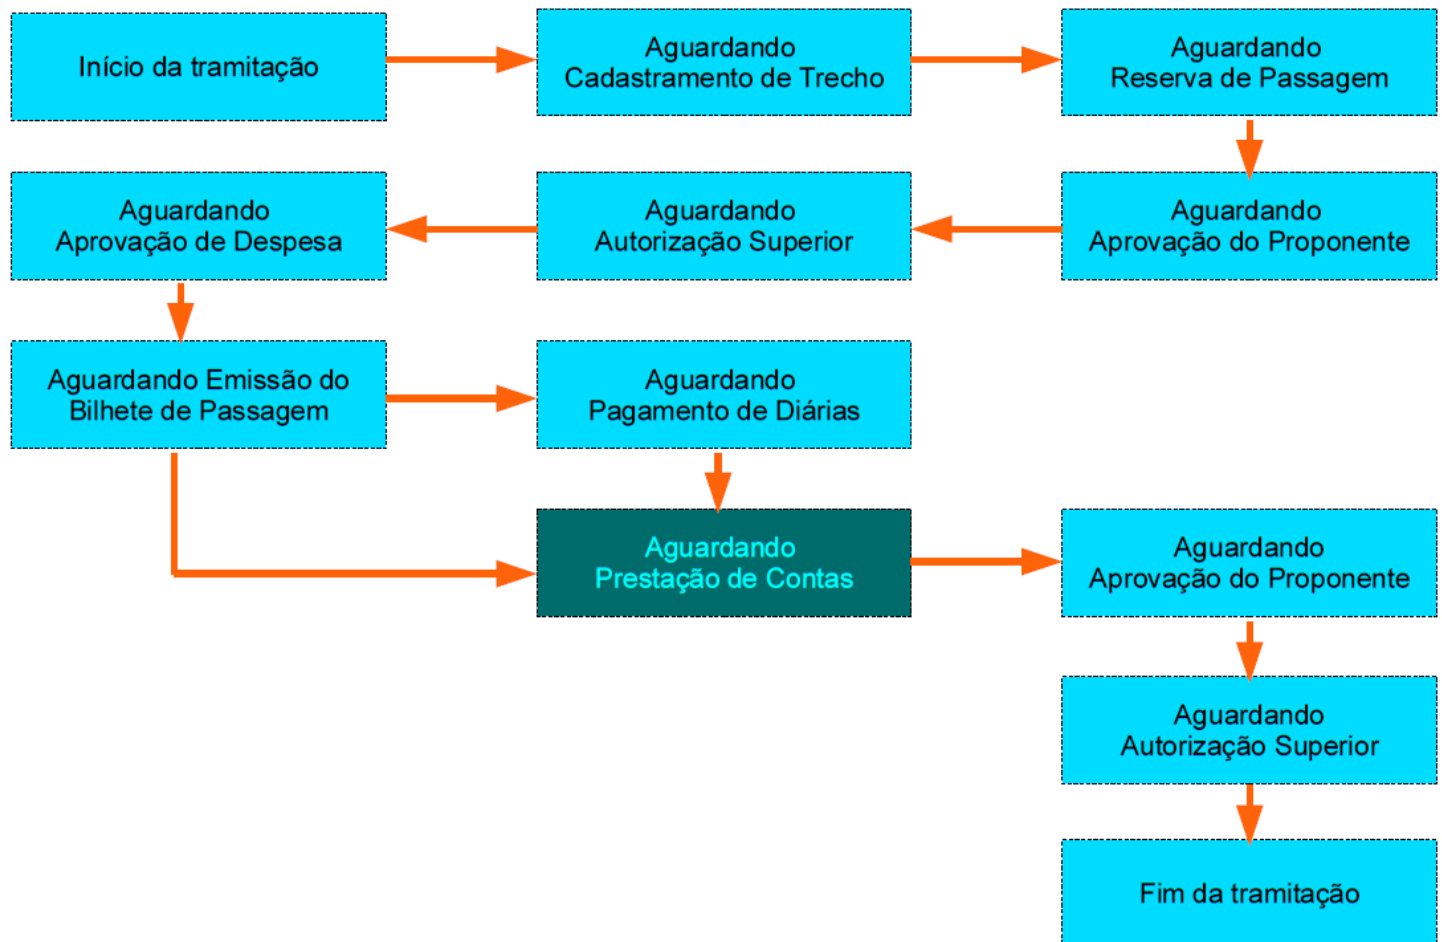 Início da tramitação
Aguardando
Cadastramento de Trecho
Aguardando
Reserva de Passagem
Aguardando
Aprovação de Despesa
Aguardando
Autorização Superior
Aguardando
Aprovação do Proponente
Aguardando Emissão do
Bilhete de Passagem
Aguardando
Pagamento de Diárias
Aguardando
Prestação de Contas
Aguardando
Aprovação do Proponente
Aguardando
Autorização Superior
Fim da tramitação